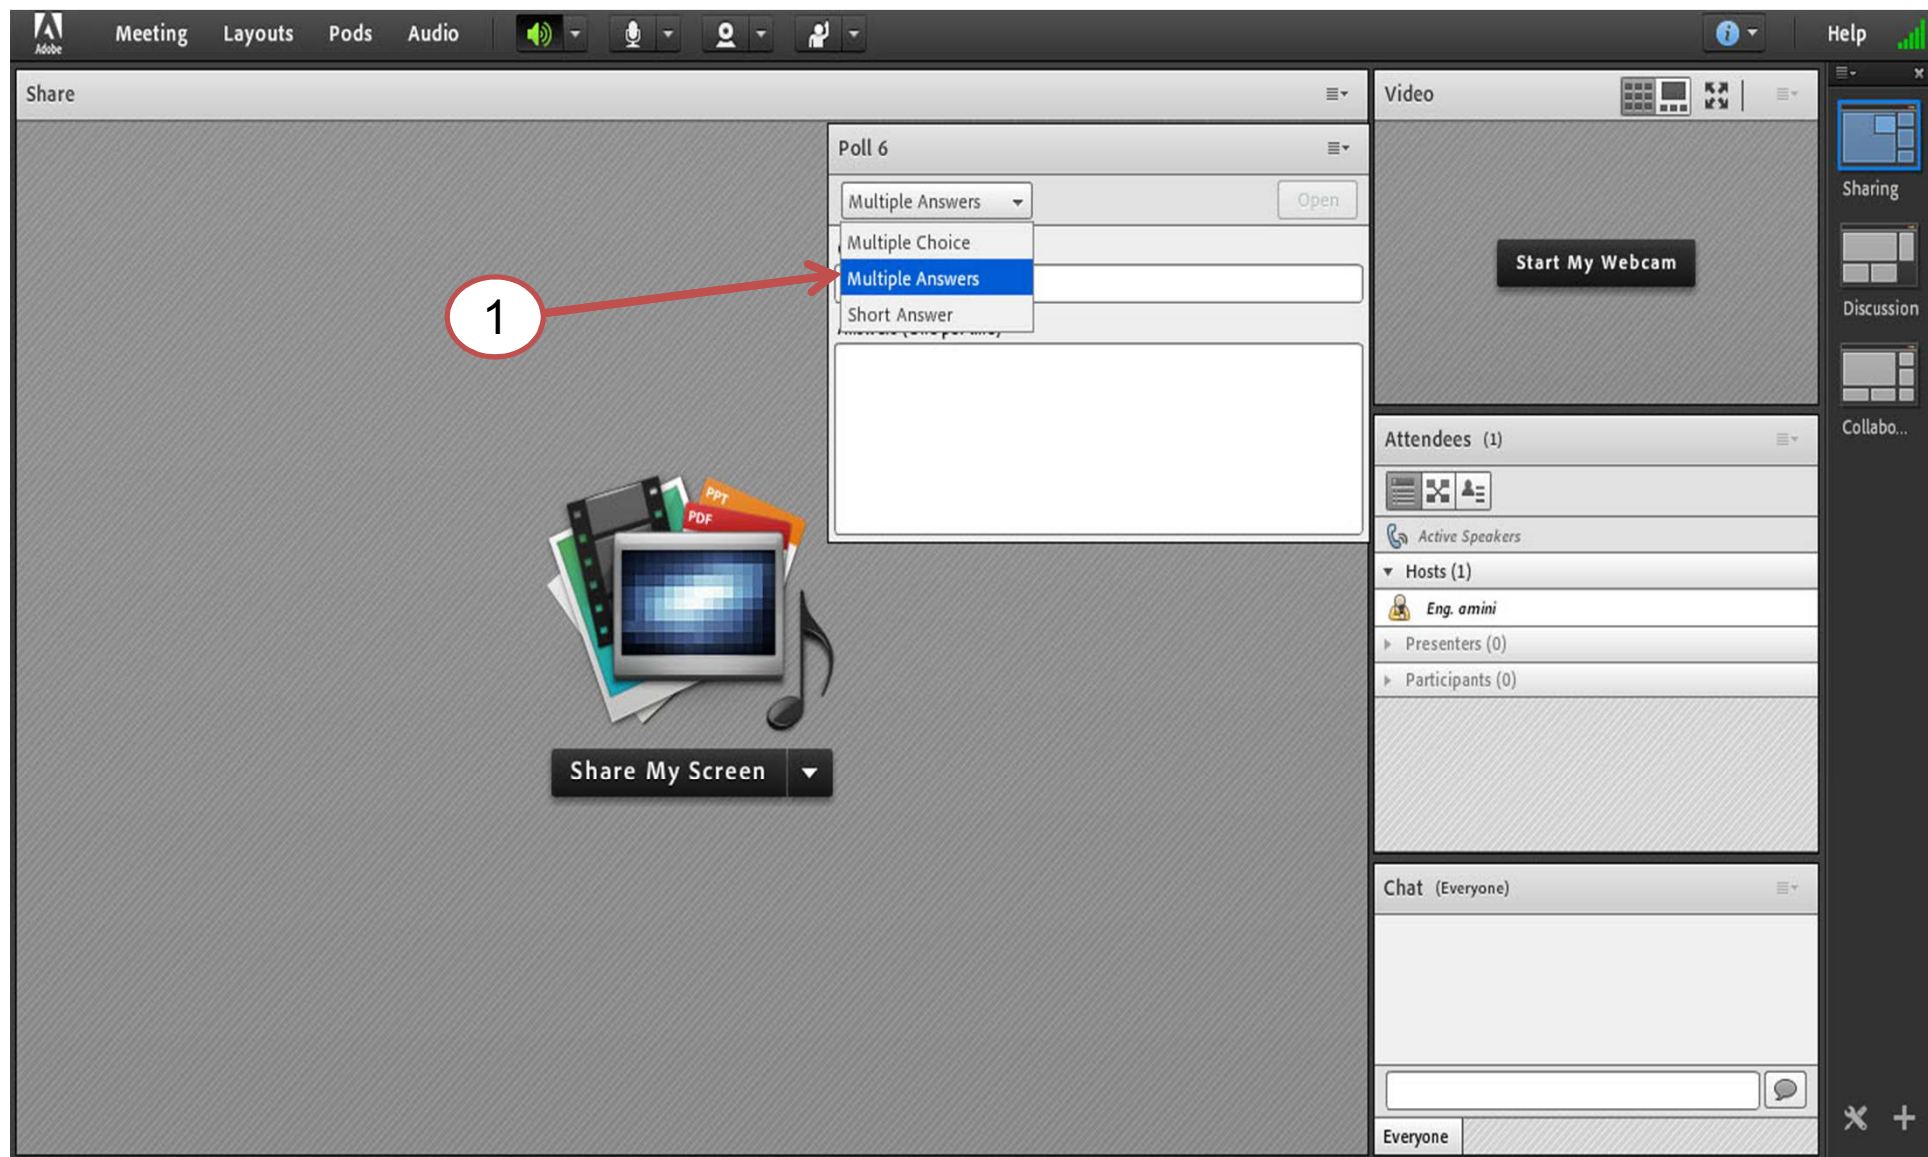 Adobe
Meeting Layouts Pods Audio
Help
Share
Poll 6
Multiple Answers
Open
Multiple Choice
Multiple Answers
Short Answer
1
PPT
PDF
Share My Screen
Video
Start My Webcam
Attendees (1)
Active Speakers
Hosts (1)
Eng. amini
Presenters (0)
Participants (0)
Chat (Everyone)
Everyone
Sharing
Discussion
Collabo...